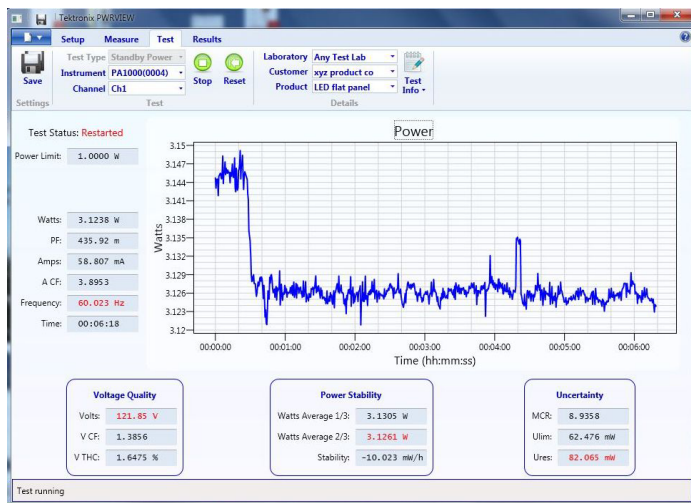 Tektronix PWRVIEW
Setup Measure Test Results
Save
Settings
Test Type Standby Power
Instrument PA1000(0004)
Channel Ch1
Stop Reset
Test
Laboratory Any Test Lab
Customer xyz product co
Product LED flat panel
Test Info
Details
Test Status: Restarted
Power Limit: 1.0000 W
Watts: 3.1238 W
PF: 435.92 m
Amps: 58.807 mA
A CF: 3.8953
Frequency: 60.023 Hz
Time: 00:06:18
Power
Watts
3.15
3.147
3.144
3.141
3.138
3.135
3.132
3.129
3.126
3.123
3.12
00:00:00 00:01:00 00:02:00 00:03:00 00:04:00 00:05:00 00:06:00
Time (hh:mm:ss)
Voltage Quality
Volts: 121.85 V
V CF: 1.3856
V THC: 1.6475 %
Power Stability
Watts Average 1/3: 3.1305 W
Watts Average 2/3: 3.1261 W
Stability: -10.023 mW/h
Uncertainty
MCR: 8.9358
Ulim: 62.476 mW
Ures: 82.065 mW
Test running